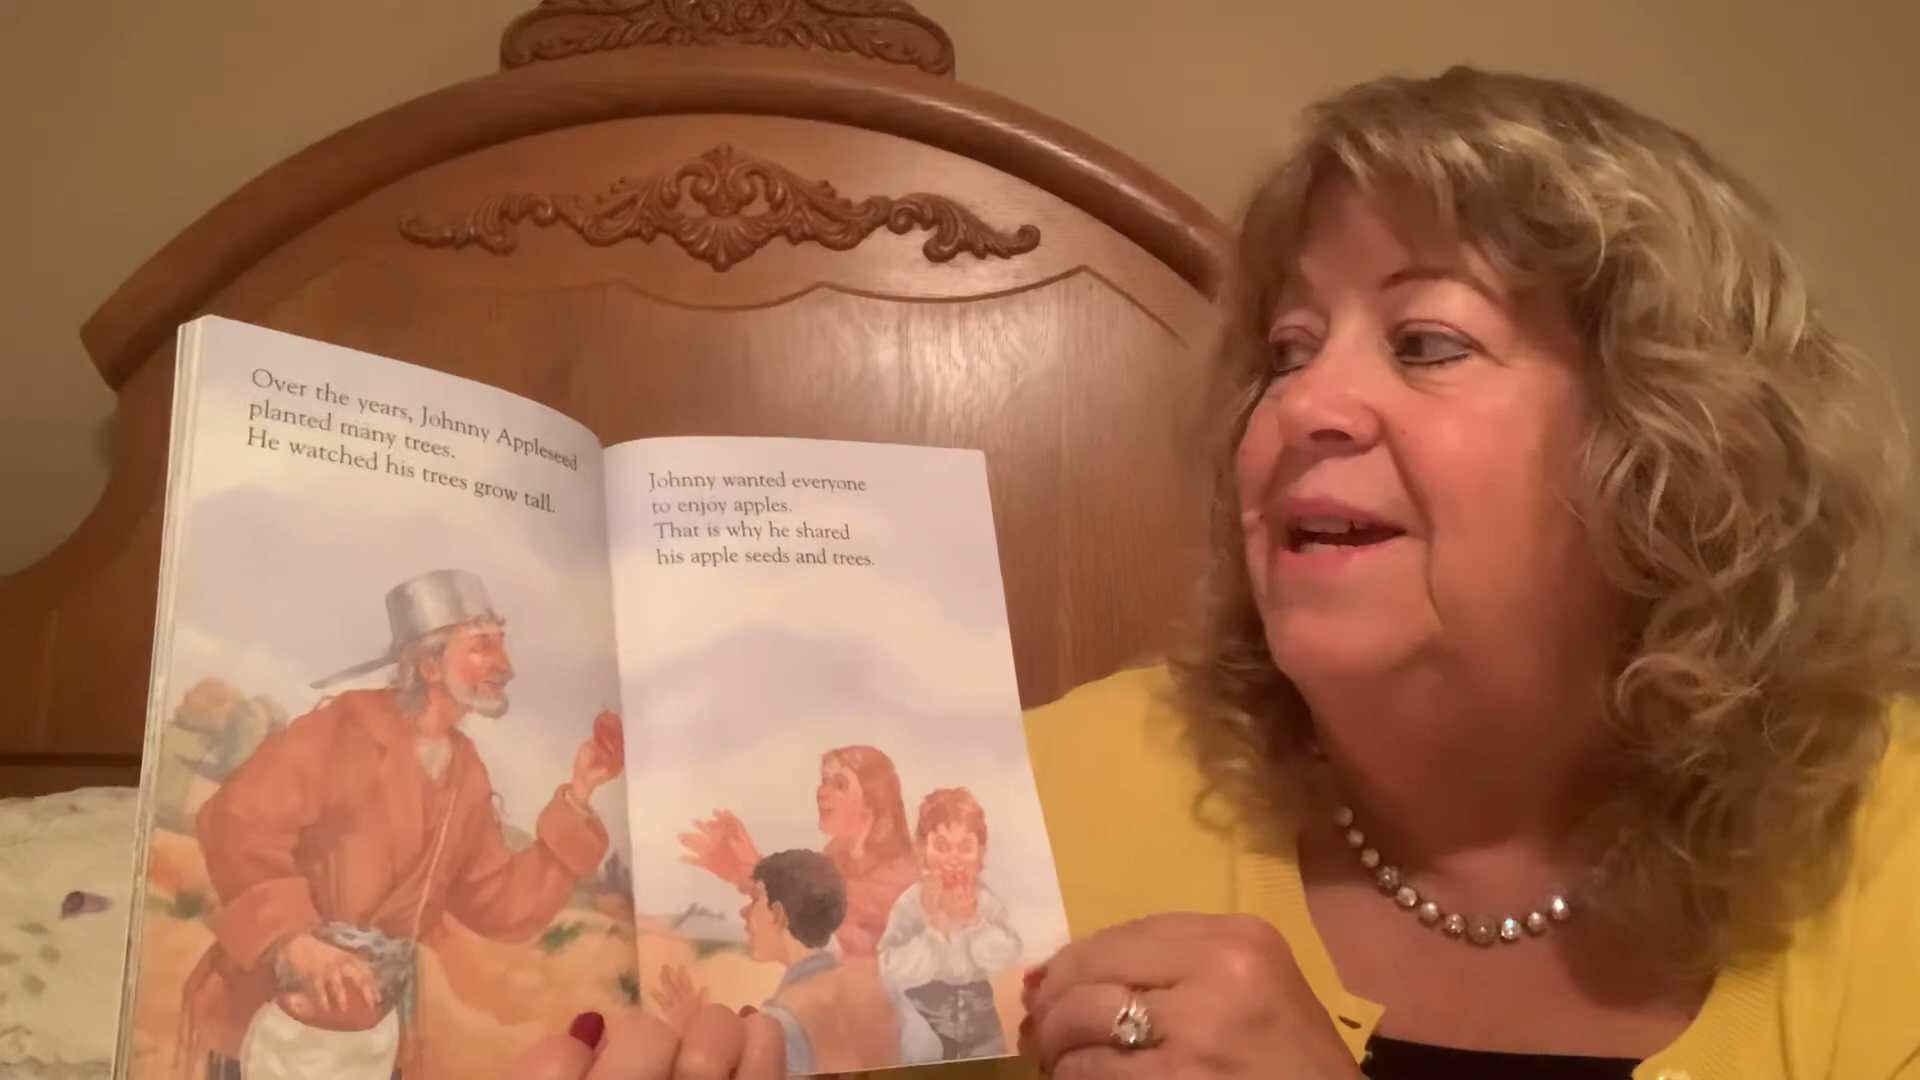 Over the years, Johnny Appleseed
planted many trees.
He watched his trees grow tall.
Johnny wanted everyone
to enjoy apples.
That is why he shared
his apple seeds and trees.